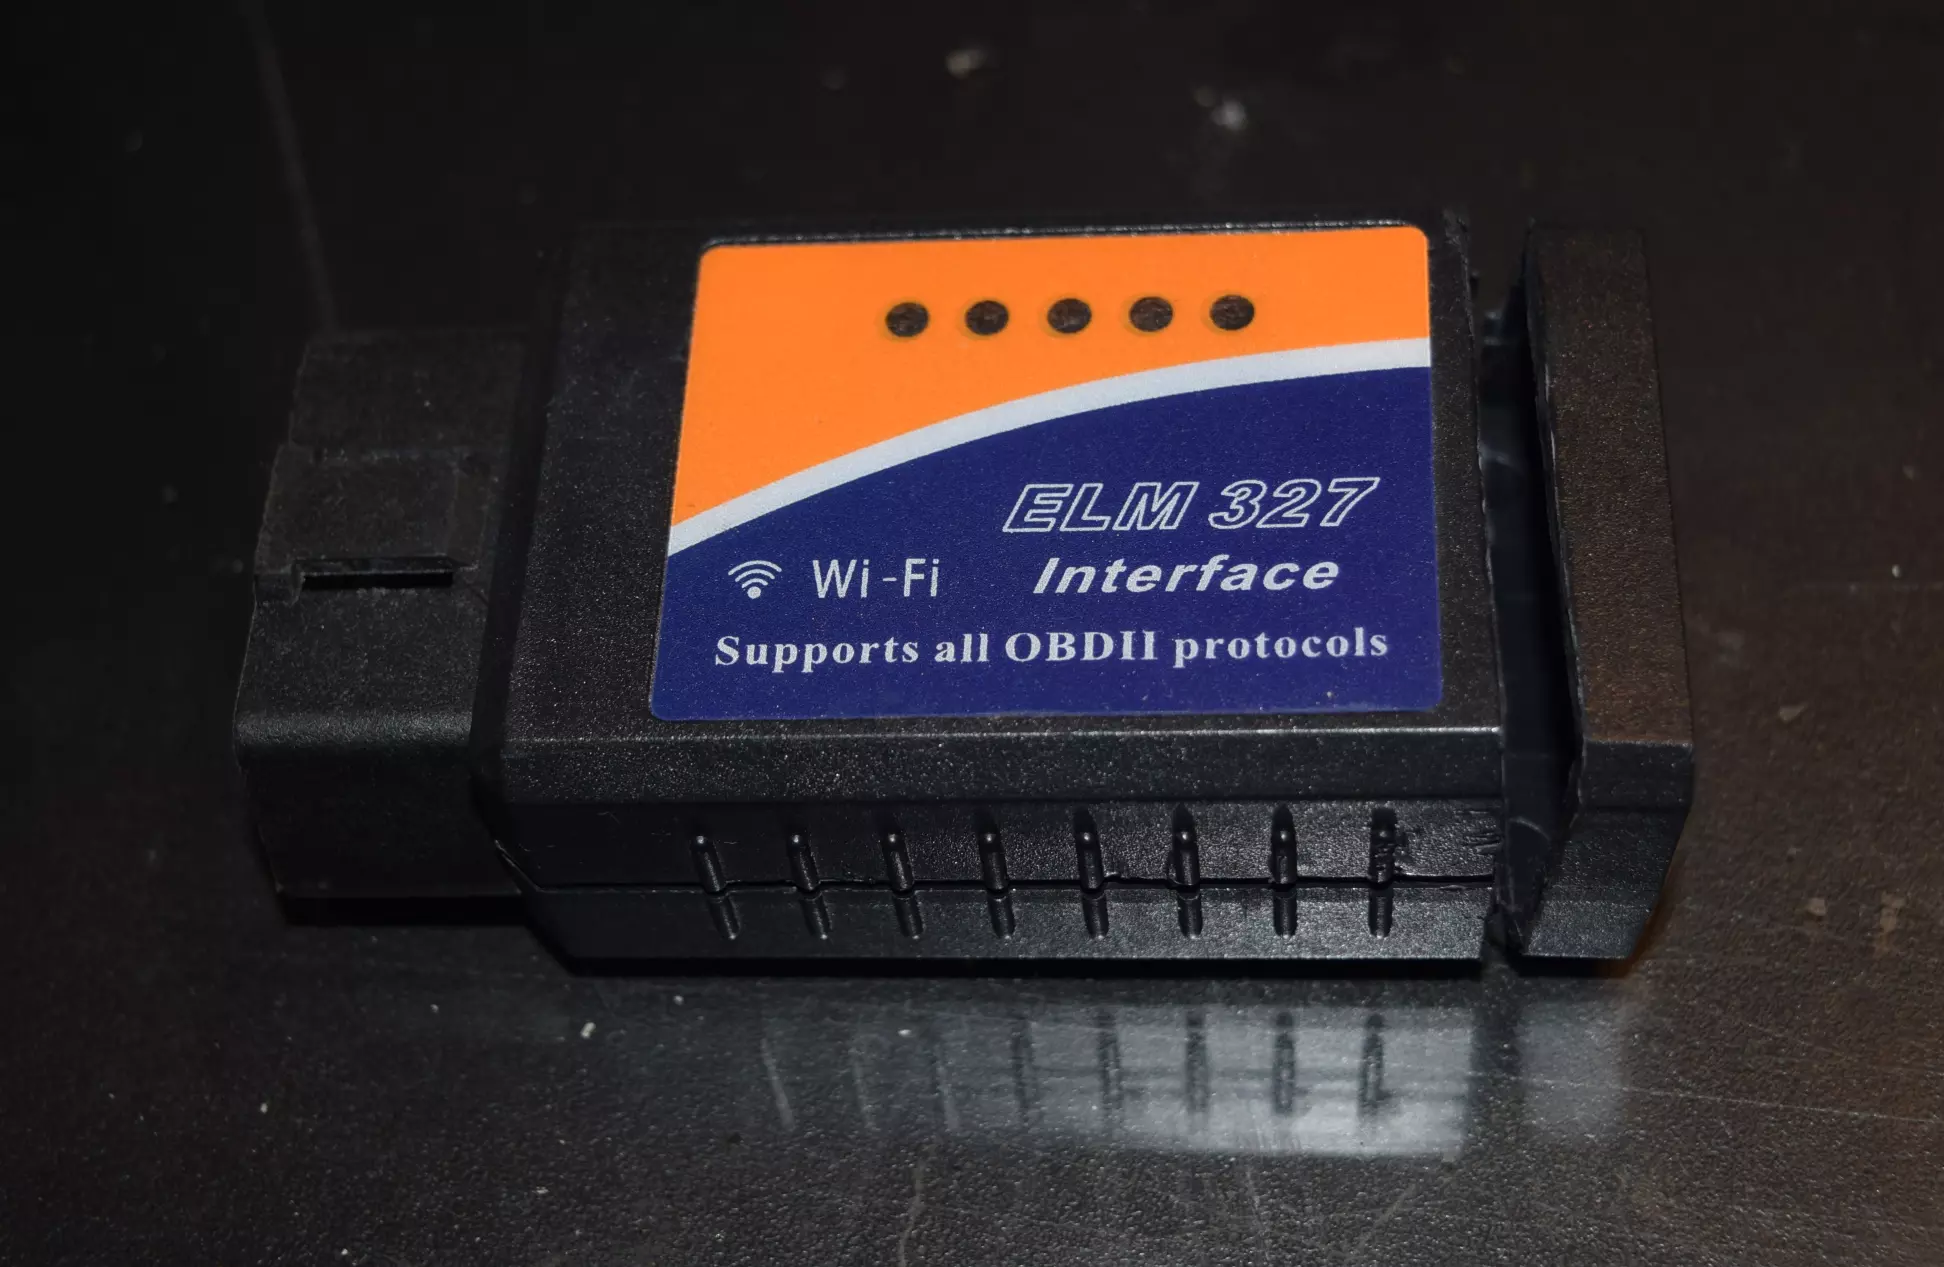 ELM 327
Wi-Fi Interface
Supports all OBDII protocols